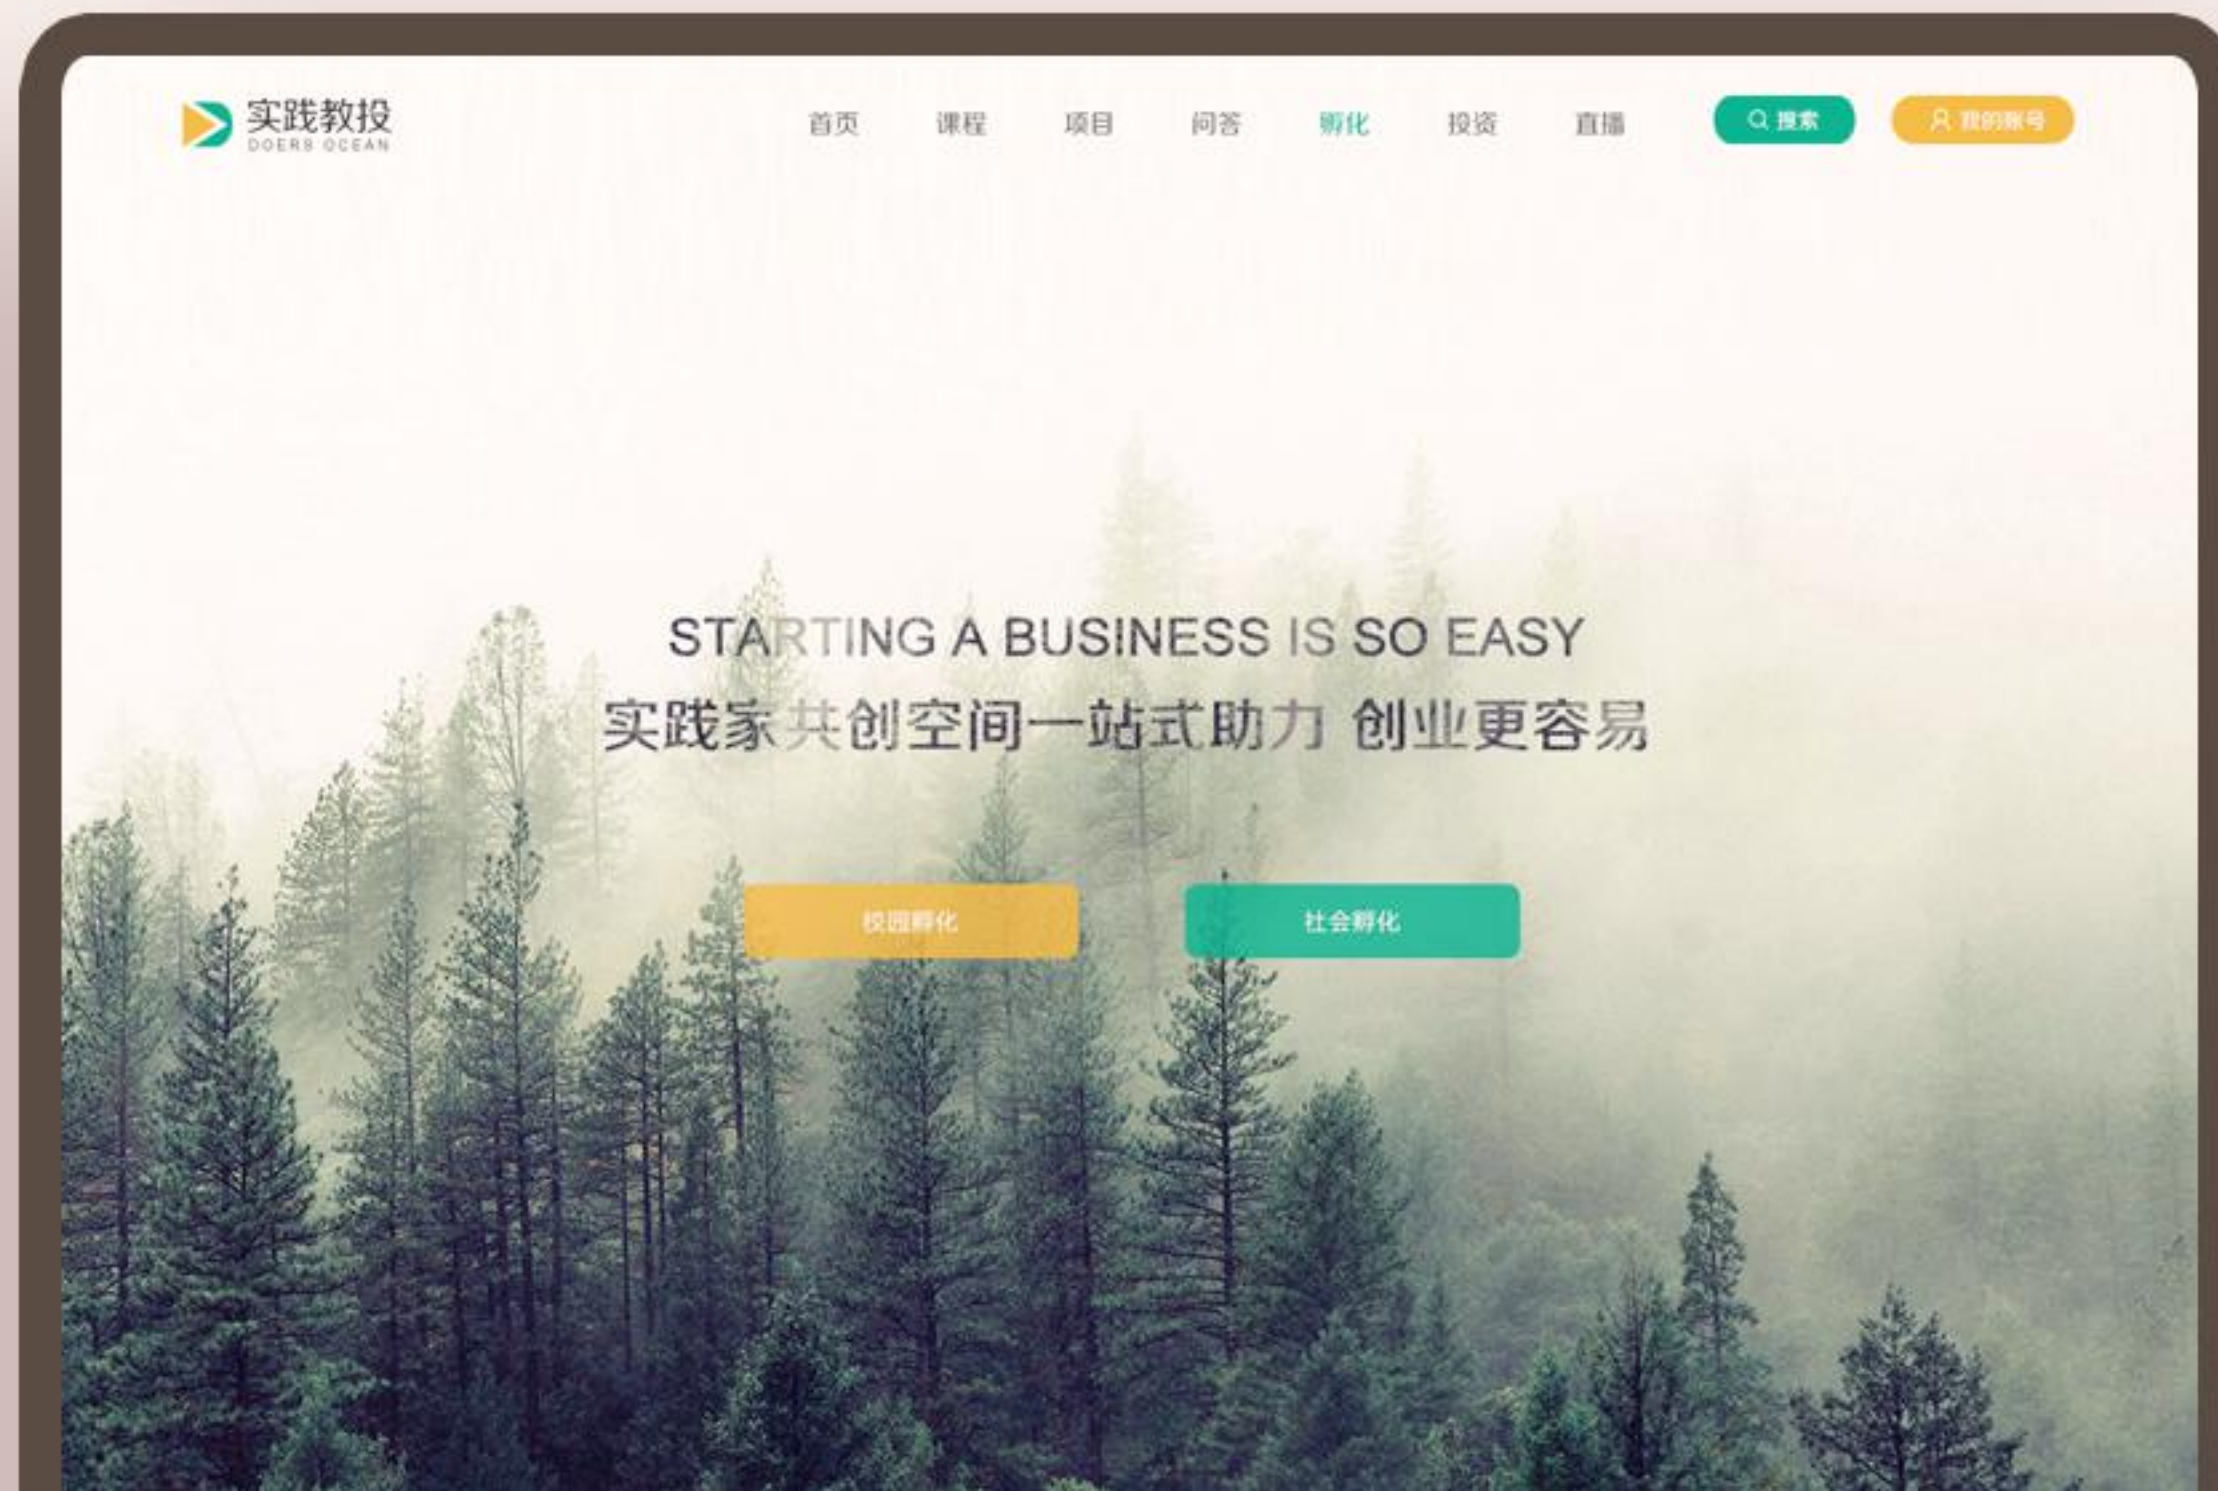 实践教投
DOERS OCEAN
首页 课程 项目 问答 孵化 投资 直播 搜索 我的账号
STARTING A BUSINESS IS SO EASY
实践家共创空间一站式助力 创业更容易
校园孵化 社会孵化